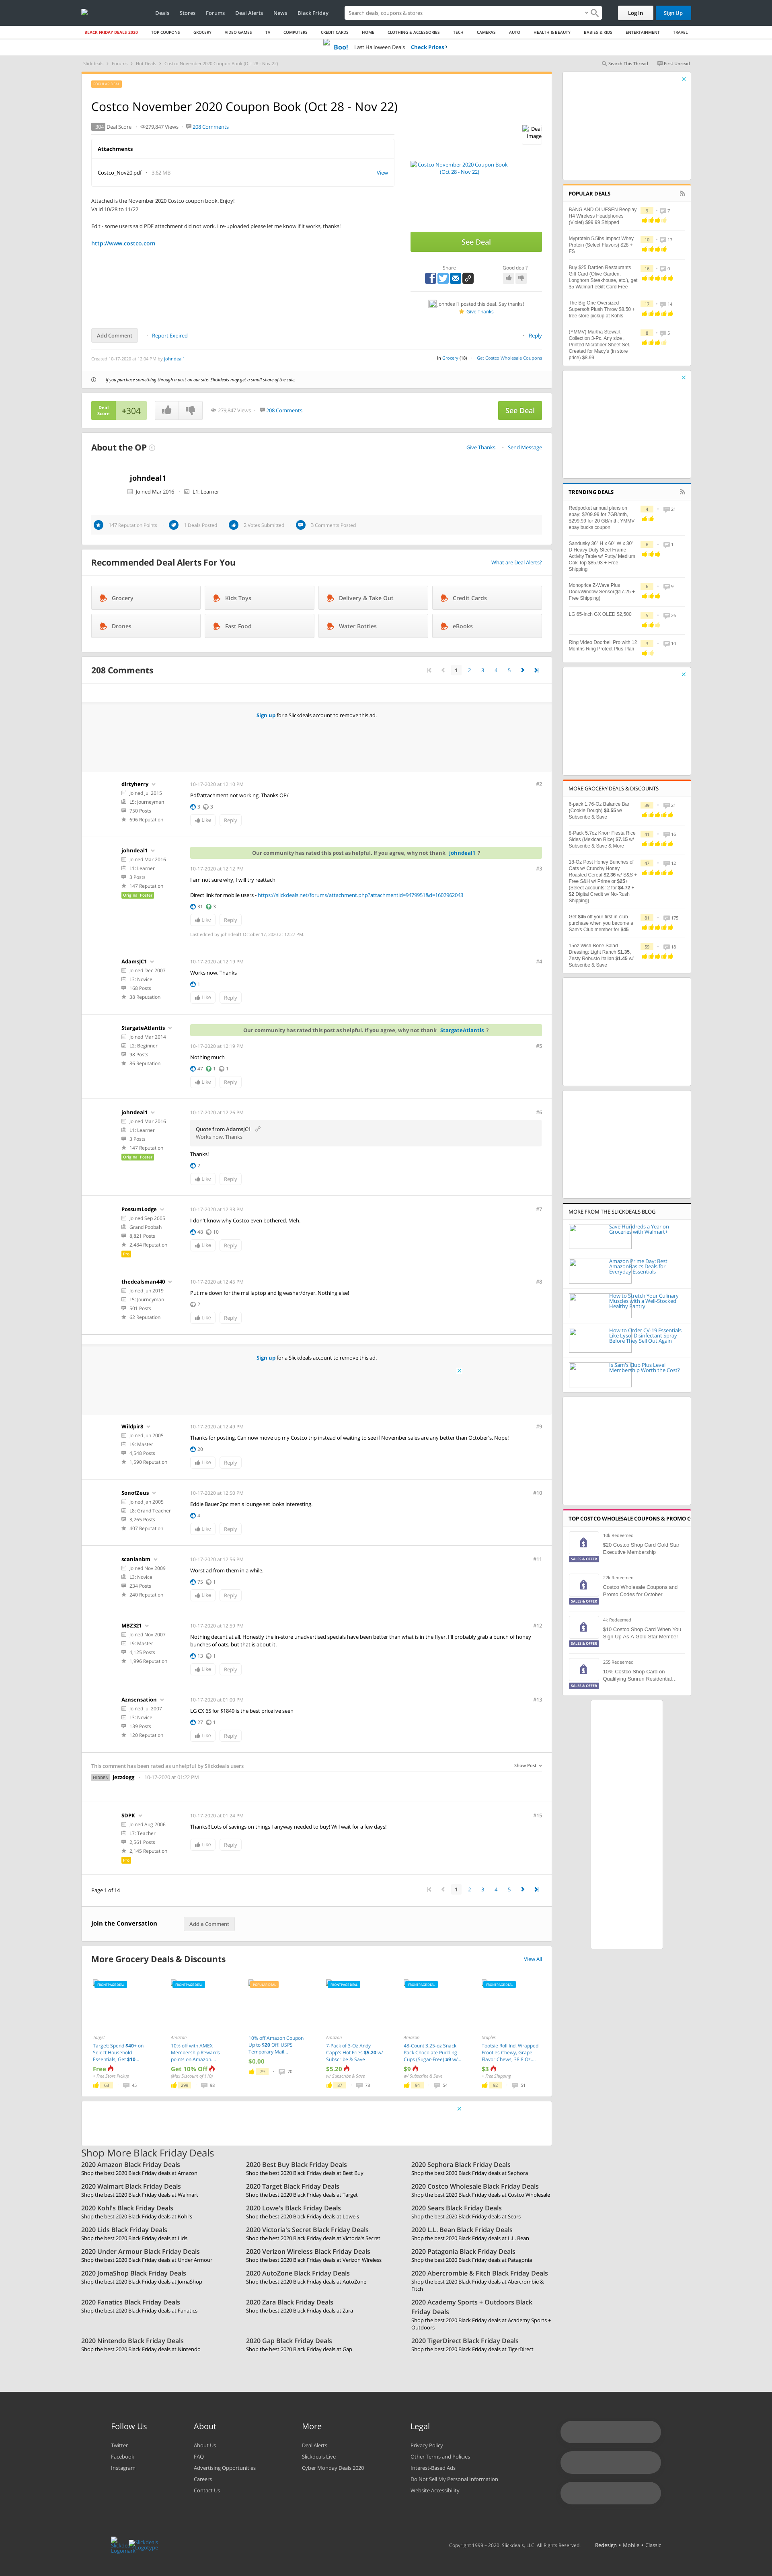 Deals Stores Forums Deal Alerts News Black Friday
Search deals, coupons & stores
Log In Sign Up
BLACK FRIDAY DEALS 2020 TOP COUPONS GROCERY VIDEO GAMES TV COMPUTERS CREDIT CARDS HOME CLOTHING & ACCESSORIES TECH CAMERAS AUTO HEALTH & BEAUTY BABIES & KIDS ENTERTAINMENT TRAVEL
Boo! Last Halloween Deals Check Prices ›
Slickdeals > Forums > Hot Deals > Costco November 2020 Coupon Book (Oct 28 - Nov 22)
Search This Thread First Unread
Costco November 2020 Coupon Book (Oct 28 - Nov 22)
+304 Deal Score 279,847 Views 208 Comments
Attachments
Costco_Nov20.pdf 3.62 MB View
Attached is the November 2020 Costco coupon book. Enjoy!
Valid 10/28 to 11/22
Edit - some users said PDF attachment did not work. I re-uploaded please let me know if it works, thanks!
http://www.costco.com
Deal Image
Costco November 2020 Coupon Book (Oct 28 - Nov 22)
See Deal
Share Good deal?
johndeal1 posted this deal. Say thanks!
Give Thanks
Add Comment Report Expired Reply
Created 10-17-2020 at 12:04 PM by johndeal1
in Grocery (18) Get Costco Wholesale Coupons
If you purchase something through a post on our site, Slickdeals may get a small share of the sale.
Deal Score +304 279,847 Views 208 Comments See Deal
About the OP Give Thanks Send Message
johndeal1
Joined Mar 2016 L1: Learner
147 Reputation Points 1 Deals Posted 2 Votes Submitted 3 Comments Posted
Recommended Deal Alerts For You What are Deal Alerts?
Grocery Kids Toys Delivery & Take Out Credit Cards
Drones Fast Food Water Bottles eBooks
208 Comments 1 2 3 4 5
Sign up for a Slickdeals account to remove this ad.
dirtyherry 10-17-2020 at 12:10 PM #2
Joined Jul 2015
L5: Journeyman
750 Posts
696 Reputation
Pdf/attachment not working. Thanks OP/
3 3
Like Reply
johndeal1
Joined Mar 2016
L1: Learner
3 Posts
147 Reputation
Original Poster
Our community has rated this post as helpful. If you agree, why not thank johndeal1 ?
10-17-2020 at 12:12 PM #3
I am not sure why, I will try reattach
Direct link for mobile users - https://slickdeals.net/forums/attachment.php?attachmentid=9479951&d=1602962043
31 3
Like Reply
Last edited by johndeal1 October 17, 2020 at 12:27 PM
AdamsJC1 10-17-2020 at 12:19 PM #4
Joined Dec 2007
L3: Novice
168 Posts
38 Reputation
Works now. Thanks
1
Like Reply
StargateAtlantis
Joined Mar 2014
L2: Beginner
98 Posts
86 Reputation
Our community has rated this post as helpful. If you agree, why not thank StargateAtlantis ?
10-17-2020 at 12:19 PM #5
Nothing much
47 1 1
Like Reply
johndeal1 10-17-2020 at 12:26 PM #6
Joined Mar 2016
L1: Learner
3 Posts
147 Reputation
Original Poster
Quote from AdamsJC1
Works now. Thanks
Thanks!
2
Like Reply
PossumLodge 10-17-2020 at 12:33 PM #7
Joined Sep 2005
Grand Poobah
8,821 Posts
2,484 Reputation
Pro
I don't know why Costco even bothered. Meh.
48 10
Like Reply
thedealsman440 10-17-2020 at 12:45 PM #8
Joined Jun 2019
L5: Journeyman
501 Posts
62 Reputation
Put me down for the msi laptop and lg washer/dryer. Nothing else!
2
Like Reply
Sign up for a Slickdeals account to remove this ad.
Wildpir8 10-17-2020 at 12:49 PM #9
Joined Jun 2005
L9: Master
4,548 Posts
1,590 Reputation
Thanks for posting. Can now move up my Costco trip instead of waiting to see if November sales are any better than October's. Nope!
20
Like Reply
SonofZeus 10-17-2020 at 12:50 PM #10
Joined Jan 2005
L8: Grand Teacher
3,265 Posts
407 Reputation
Eddie Bauer 2pc men's lounge set looks interesting.
4
Like Reply
scanlanbm 10-17-2020 at 12:56 PM #11
Joined Nov 2009
L3: Novice
234 Posts
240 Reputation
Worst ad from them in a while.
75 1
Like Reply
MBZ321 10-17-2020 at 12:59 PM #12
Joined Nov 2007
L9: Master
4,125 Posts
1,996 Reputation
Nothing decent at all. Honestly the in-store unadvertised specials have been better than what is in the flyer. I'll probably grab a bunch of honey bunches of oats, but that is about it.
13 1
Like Reply
Aznsensation 10-17-2020 at 01:00 PM #13
Joined Jul 2007
L3: Novice
139 Posts
120 Reputation
LG CX 65 for $1849 is the best price ive seen
27 1
Like Reply
This comment has been rated as unhelpful by Slickdeals users Show Post
HIDDEN jezzdogg 10-17-2020 at 01:22 PM
SDPK 10-17-2020 at 01:24 PM #15
Joined Aug 2006
L7: Teacher
2,561 Posts
2,145 Reputation
Pro
Thanks!! Lots of savings on things I anyway needed to buy! Will wait for a few days!
Like Reply
Page 1 of 14 1 2 3 4 5
Join the Conversation Add a Comment
More Grocery Deals & Discounts View All
Target
Target: Spend $40+ on Select Household Essentials, Get $10...
Free
+ Free Store Pickup
63 45
Amazon
10% off with AMEX Membership Rewards points on Amazon...
Get 10% Off
(Max Discount of $10)
299 98
10% off Amazon Coupon Up to $20 Off! USPS Temporary Mail...
$0.00
79 70
Amazon
7-Pack of 3-Oz Andy Capp's Hot Fries $5.20 w/ Subscribe & Save
$5.20
w/ Subscribe & Save
47 78
Amazon
48-Count 3.25-oz Snack Pack Chocolate Pudding Cups (Sugar-Free) $9 w/...
$9
w/ Subscribe & Save
94 54
Staples
Tootsie Roll Ind. Wrapped Frooties Chewy, Grape Flavor Chews, 38.8 Oz....
$3
+ Free Shipping
92 51
Shop More Black Friday Deals
2020 Amazon Black Friday Deals
Shop the best 2020 Black Friday deals at Amazon
2020 Best Buy Black Friday Deals
Shop the best 2020 Black Friday deals at Best Buy
2020 Sephora Black Friday Deals
Shop the best 2020 Black Friday deals at Sephora
2020 Walmart Black Friday Deals
Shop the best 2020 Black Friday deals at Walmart
2020 Target Black Friday Deals
Shop the best 2020 Black Friday deals at Target
2020 Costco Wholesale Black Friday Deals
Shop the best 2020 Black Friday deals at Costco Wholesale
2020 Kohl's Black Friday Deals
Shop the best 2020 Black Friday deals at Kohl's
2020 Lowe's Black Friday Deals
Shop the best 2020 Black Friday deals at Lowe's
2020 Sears Black Friday Deals
Shop the best 2020 Black Friday deals at Sears
2020 Lids Black Friday Deals
Shop the best 2020 Black Friday deals at Lids
2020 Victoria's Secret Black Friday Deals
Shop the best 2020 Black Friday deals at Victoria's Secret
2020 L.L. Bean Black Friday Deals
Shop the best 2020 Black Friday deals at L.L. Bean
2020 Under Armour Black Friday Deals
Shop the best 2020 Black Friday deals at Under Armour
2020 Verizon Wireless Black Friday Deals
Shop the best 2020 Black Friday deals at Verizon Wireless
2020 Patagonia Black Friday Deals
Shop the best 2020 Black Friday deals at Patagonia
2020 JomaShop Black Friday Deals
Shop the best 2020 Black Friday deals at JomaShop
2020 AutoZone Black Friday Deals
Shop the best 2020 Black Friday deals at AutoZone
2020 Abercrombie & Fitch Black Friday Deals
Shop the best 2020 Black Friday deals at Abercrombie & Fitch
2020 Fanatics Black Friday Deals
Shop the best 2020 Black Friday deals at Fanatics
2020 Zara Black Friday Deals
Shop the best 2020 Black Friday deals at Zara
2020 Academy Sports + Outdoors Black Friday Deals
Shop the best 2020 Black Friday deals at Academy Sports + Outdoors
2020 Nintendo Black Friday Deals
Shop the best 2020 Black Friday deals at Nintendo
2020 Gap Black Friday Deals
Shop the best 2020 Black Friday deals at Gap
2020 TigerDirect Black Friday Deals
Shop the best 2020 Black Friday deals at TigerDirect
POPULAR DEALS
BANG AND OLUFSEN Beoplay H4 Wireless Headphones (Violet) $99.99 Shipped
Myprotein 5.5lbs Impact Whey Protein (Select Flavors) $28 + FS
Buy $25 Darden Restaurants Gift Card (Olive Garden, Longhorn Steakhouse, etc.), get $5 Walmart eGift Card Free
The Big One Oversized Supersoft Plush Throw $8.50 + free store pickup at Kohls
(YMMV) Martha Stewart Collection 3-Pc. Any size . Printed Microfiber Sheet Set, Created for Macy's (in store price) $6.99
TRENDING DEALS
Redpocket annual plans on ebay. $209.99 for 7GB/mth, $299.99 for 20 GB/mth; YMMV ebay bucks coupon
Sandusky 36" H x 60" W x 30" D Heavy Duty Steel Frame Activity Table w/ Putty/ Medium Oak Top $85.93 + Free Shipping
Monoprice Z-Wave Plus Door/Window Sensor($17.25 + Free Shipping)
LG 65-Inch GX OLED $2,500
Ring Video Doorbell Pro with 12 Months Ring Protect Plus Plan
MORE GROCERY DEALS & DISCOUNTS
6-pack 1.76-Oz Balance Bar (Cookie Dough) $3.55 w/ Subscribe & Save
8-Pack 5.7oz Knorr Fiesta Rice Sides (Mexican Rice) $7.15 w/ Subscribe & Save & More
18-Oz Post Honey Bunches of Oats w/ Crunchy Honey Roasted Cereal $2.36 w/ S&S + Free S&H w/ Prime or $25+
(Select accounts: 2 for $4.72 + $2 Digital Credit w/ No-Rush Shipping)
Get $45 off your first in-club purchase when you become a Sam's Club member for $45
15oz Wish-Bone Salad Dressing: Light Ranch $1.35, Zesty Robusto Italian $1.45 w/ Subscribe & Save
MORE FROM THE SLICKDEALS BLOG
Save Hundreds a Year on Groceries with Walmart+
Amazon Prime Day: Best AmazonBasics Deals for Everyday Essentials
How to Stretch Your Culinary Muscles with a Well-Stocked Healthy Pantry
How to Order CV-19 Essentials Like Lysol Disinfectant Spray Before They Sell Out Again
Is Sam's Club Plus Level Membership Worth the Cost?
TOP COSTCO WHOLESALE COUPONS & PROMO C
10k Redeemed
$20 Costco Shop Card Gold Star Executive Membership
SALES & OFFER
22k Redeemed
Costco Wholesale Coupons and Promo Codes for October
SALES & OFFER
4k Redeemed
$10 Costco Shop Card When You Sign Up As A Gold Star Member
SALES & OFFER
255 Redeemed
10% Costco Shop Card on Qualifying Sunrun Residential...
SALES & OFFER
Follow Us About More Legal
Twitter
Facebook
Instagram
About Us
FAQ
Advertising Opportunities
Careers
Contact Us
Deal Alerts
Slickdeals Live
Cyber Monday Deals 2020
Privacy Policy
Other Terms and Policies
Interest-Based Ads
Do Not Sell My Personal Information
Website Accessibility
Copyright 1999 – 2020. Slickdeals, LLC. All Rights Reserved. Redesign • Mobile • Classic